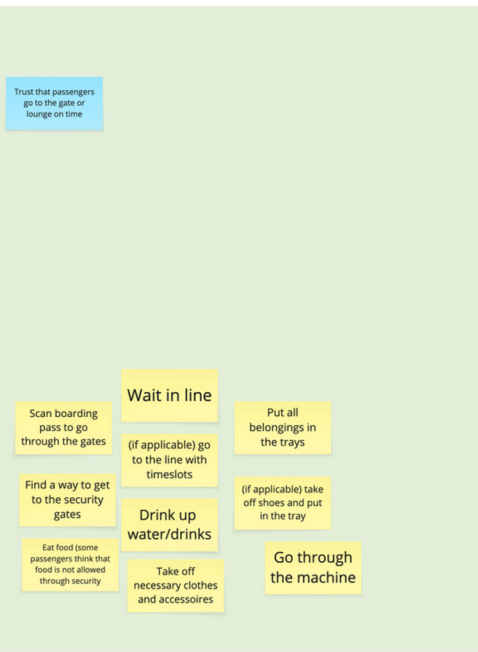 Trust that passengers
go to the gate or
lounge on time
Scan boarding
pass to go
through the gates
Find a way to get
to the security
gates
Eat food (some
passengers think that
food is not allowed
through security
Wait in line
(if applicable) go
to the line with
timeslots
Drink up
water/drinks
Take off
necessary clothes
and accessoires
Put all
belongings in
the trays
(if applicable) take
off shoes and put
in the tray
Go through
the machine